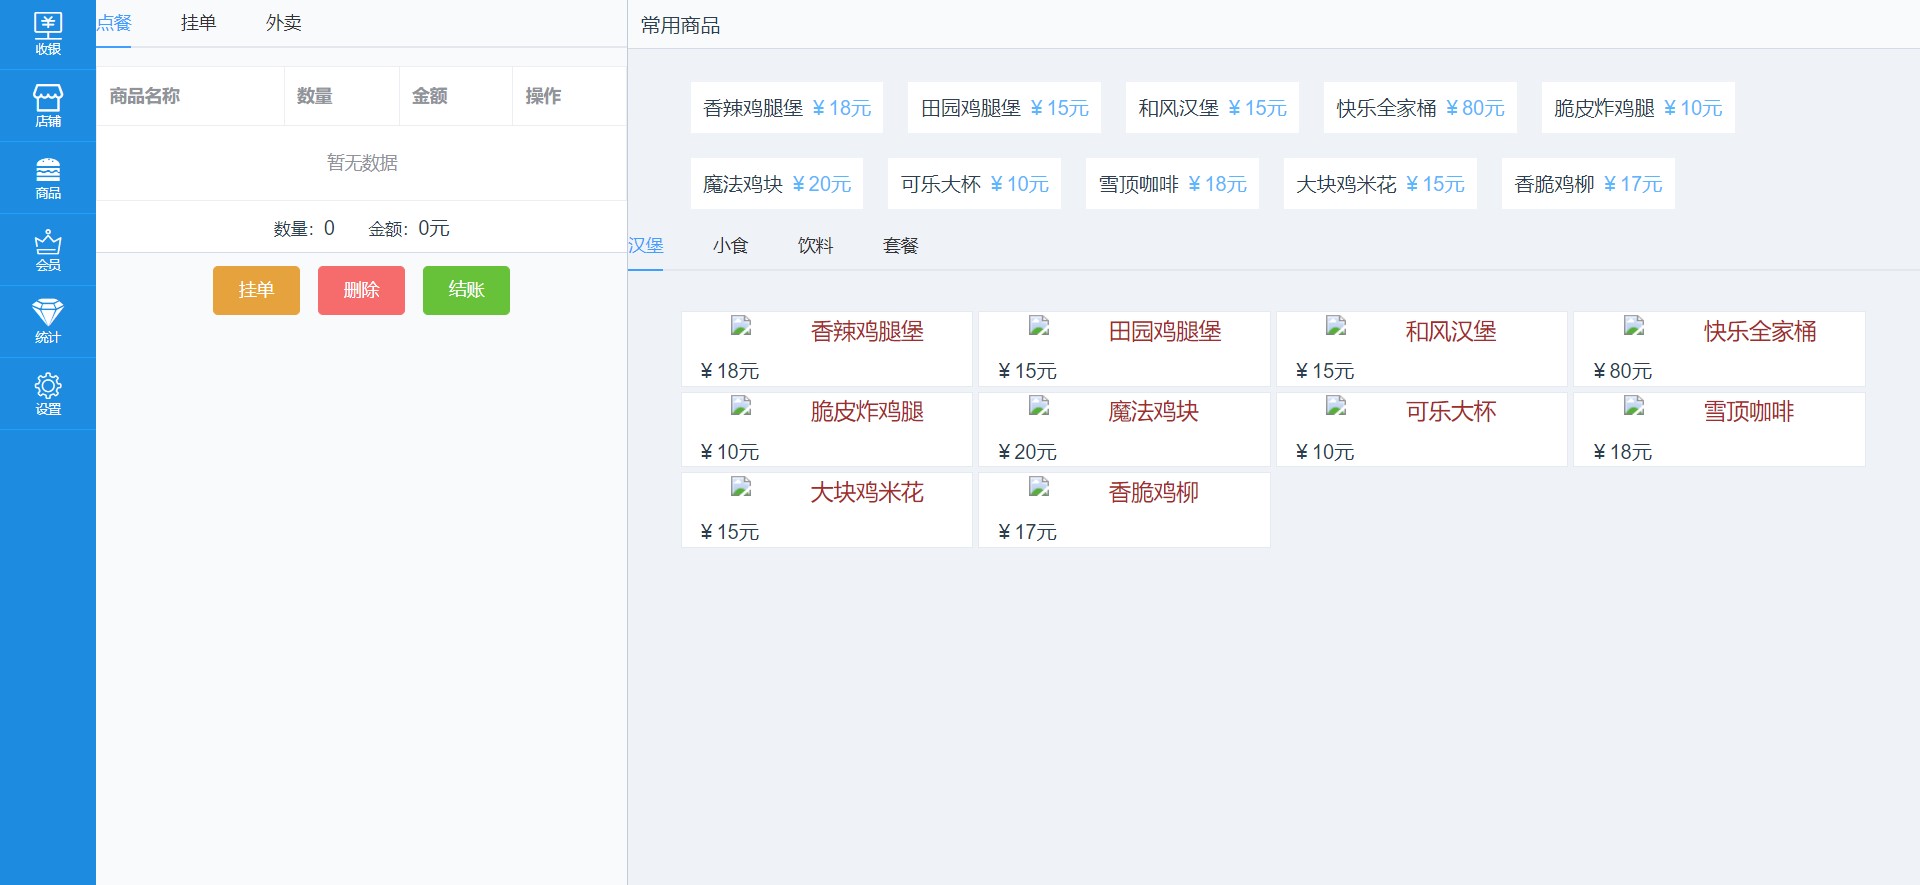 收银
店铺
商品
会员
统计
设置
点餐 挂单 外卖
商品名称 数量 金额 操作
暂无数据
数量：0 金额：0元
挂单 删除 结账
常用商品
香辣鸡腿堡 ¥ 18元 田园鸡腿堡 ¥ 15元 和风汉堡 ¥ 15元 快乐全家桶 ¥ 80元 脆皮炸鸡腿 ¥ 10元
魔法鸡块 ¥ 20元 可乐大杯 ¥ 10元 雪顶咖啡 ¥ 18元 大块鸡米花 ¥ 15元 香脆鸡柳 ¥ 17元
汉堡 小食 饮料 套餐
香辣鸡腿堡 田园鸡腿堡 和风汉堡 快乐全家桶
¥ 18元 ¥ 15元 ¥ 15元 ¥ 80元
脆皮炸鸡腿 魔法鸡块 可乐大杯 雪顶咖啡
¥ 10元 ¥ 20元 ¥ 10元 ¥ 18元
大块鸡米花 香脆鸡柳
¥ 15元 ¥ 17元